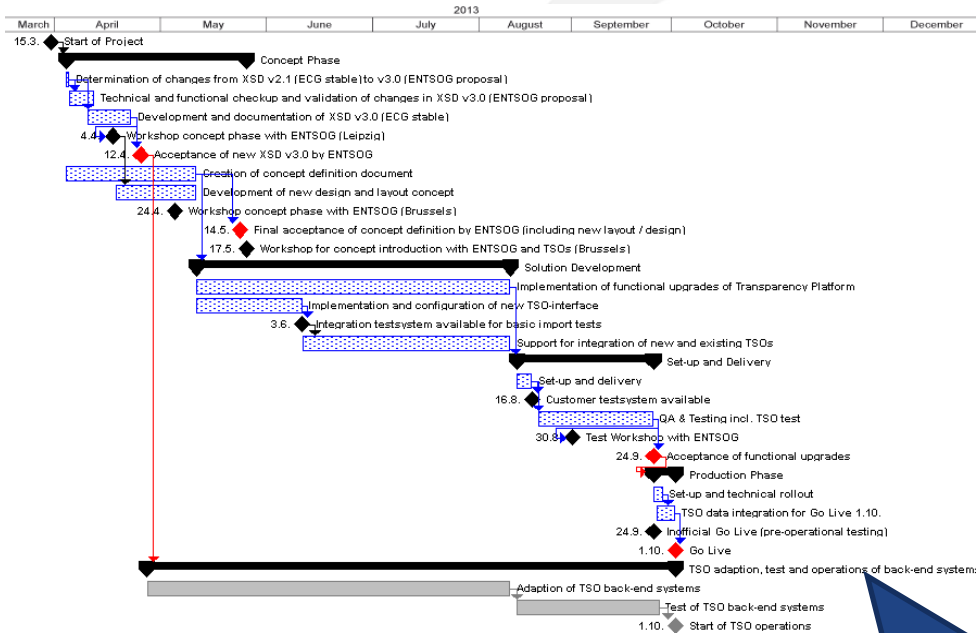 2013
March April May June July August September October November December
15.3. Start of Project
Concept Phase
Determination of changes from XSD v2.1 (ECG stable)to v3.0 (ENTSOG proposal)
Technical and functional checkup and validation of changes in XSD v3.0 (ENTSOG proposal)
Development and documentation of XSD v3.0 (ECG stable)
4.4. Workshop concept phase with ENTSOG (Leipzig)
12.4. Acceptance of new XSD v3.0 by ENTSOG
Creation of concept definition document
Development of new design and layout concept
24.4. Workshop concept phase with ENTSOG (Brussels)
14.5. Final acceptance of concept definition by ENTSOG (including new layout / design)
17.5. Workshop for concept introduction with ENTSOG and TSOs (Brussels)
Solution Development
Implementation of functional upgrades of Transparency Platform
Implementation and configuration of new TSO-interface
3.6. Integration testsystem available for basic import tests
Support for integration of new and existing TSOs
Set-up and Delivery
Set-up and delivery
16.8. Customer testsystem available
QA & Testing incl. TSO test
30.8. Test Workshop with ENTSOG
24.9. Acceptance of functional upgrades
Production Phase
Set-up and technical rollout
TSO data integration for Go Live 1.10.
24.9. Inofficial Go Live (pre-operational testing)
1.10. Go Live
TSO adaption, test and operations of back-end systems
Adaption of TSO back-end systems
Test of TSO back-end systems
1.10. Start of TSO operations